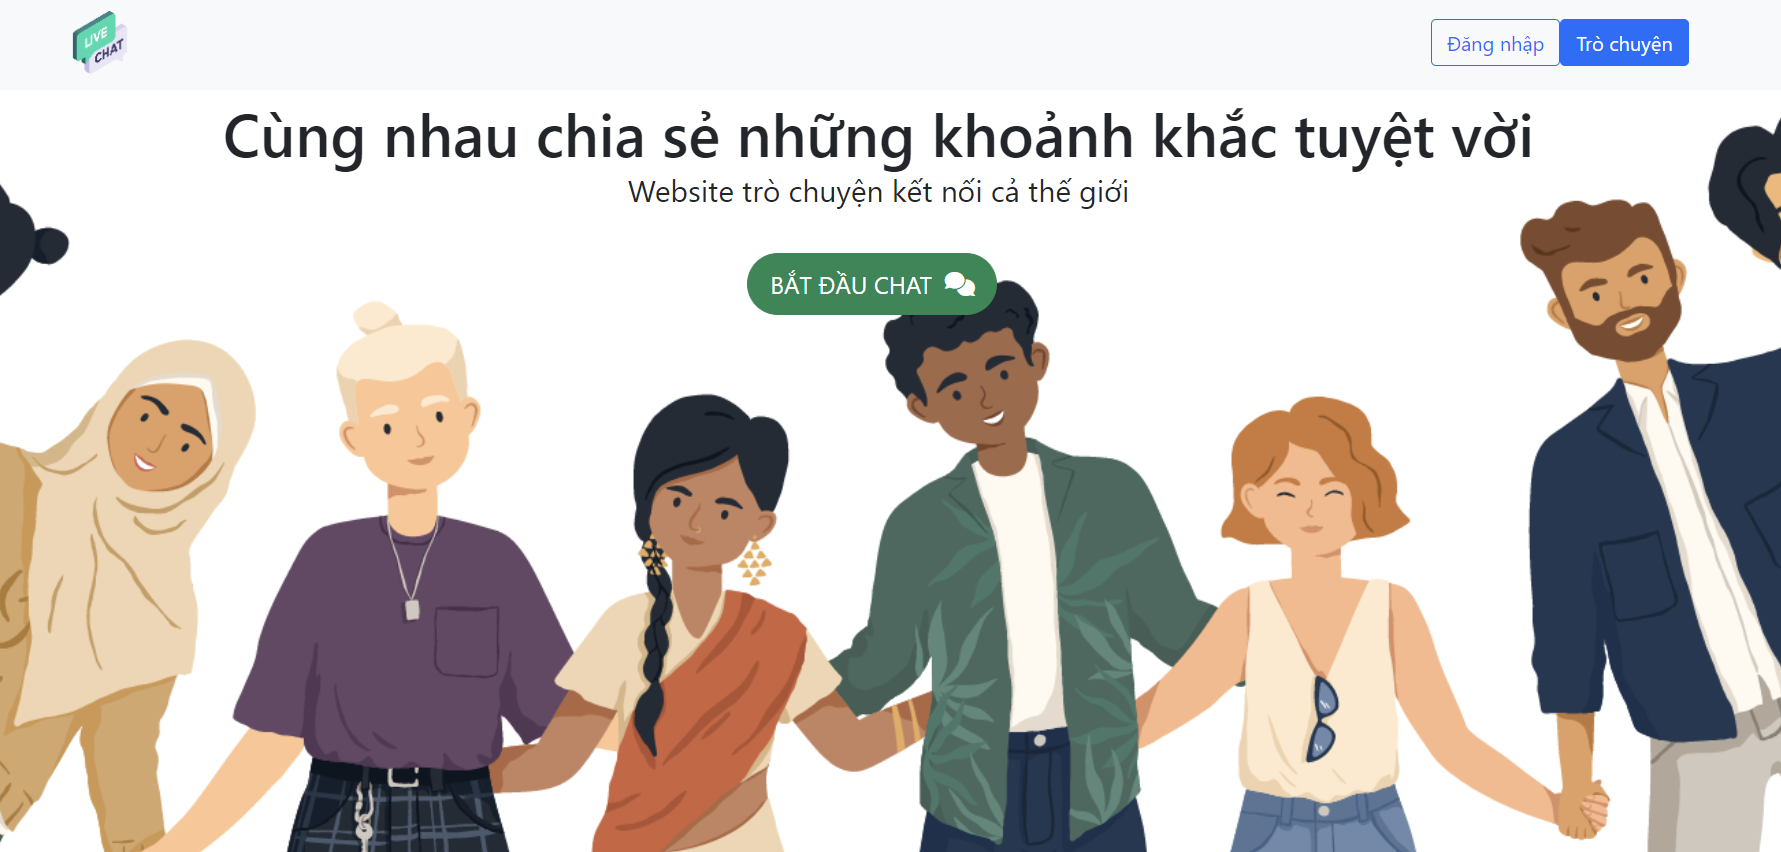 LIVE
CHAT
Đăng nhập
Trò chuyện
Cùng nhau chia sẻ những khoảnh khắc tuyệt vời
Website trò chuyện kết nối cả thế giới
BẮT ĐẦU CHAT